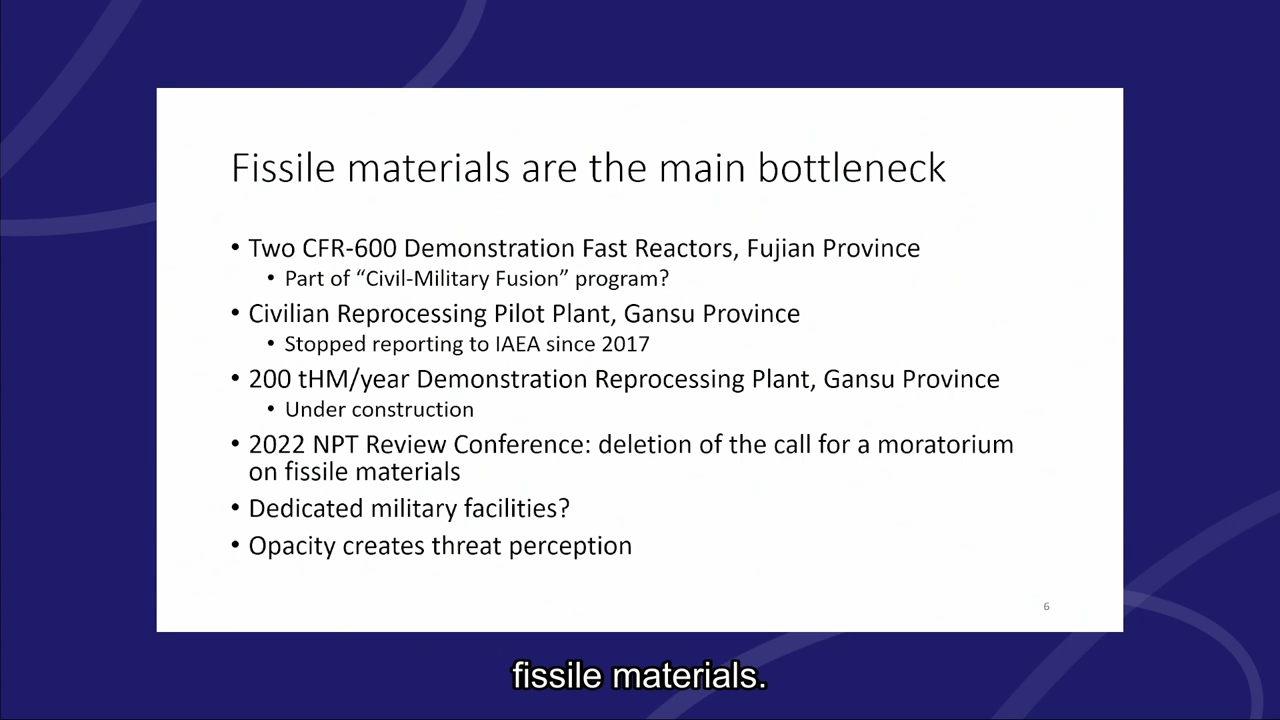 Fissile materials are the main bottleneck
• Two CFR-600 Demonstration Fast Reactors, Fujian Province
• Part of “Civil-Military Fusion” program?
• Civilian Reprocessing Pilot Plant, Gansu Province
• Stopped reporting to IAEA since 2017
• 200 tHM/year Demonstration Reprocessing Plant, Gansu Province
• Under construction
• 2022 NPT Review Conference: deletion of the call for a moratorium
on fissile materials
• Dedicated military facilities?
• Opacity creates threat perception
6
fissile materials.